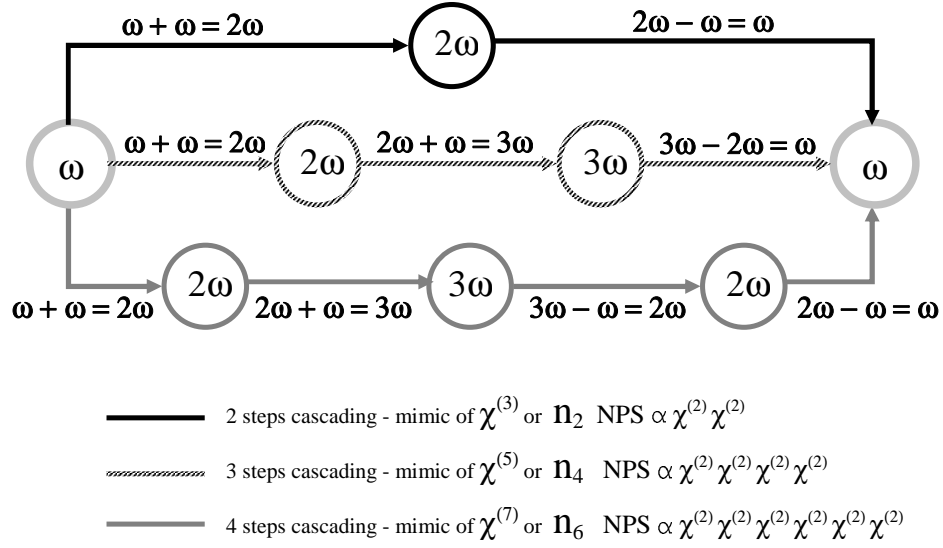 ω + ω = 2ω
2ω
2ω − ω = ω
ω
ω + ω = 2ω
2ω
2ω + ω = 3ω
3ω
3ω − 2ω = ω
ω
ω + ω = 2ω
2ω
2ω + ω = 3ω
3ω
3ω − ω = 2ω
2ω
2ω − ω = ω
2 steps cascading - mimic of χ⁽³⁾ or n₂ NPS ∝ χ⁽²⁾ χ⁽²⁾
3 steps cascading - mimic of χ⁽⁵⁾ or n₄ NPS ∝ χ⁽²⁾ χ⁽²⁾ χ⁽²⁾ χ⁽²⁾
4 steps cascading - mimic of χ⁽⁷⁾ or n₆ NPS ∝ χ⁽²⁾ χ⁽²⁾ χ⁽²⁾ χ⁽²⁾ χ⁽²⁾ χ⁽²⁾